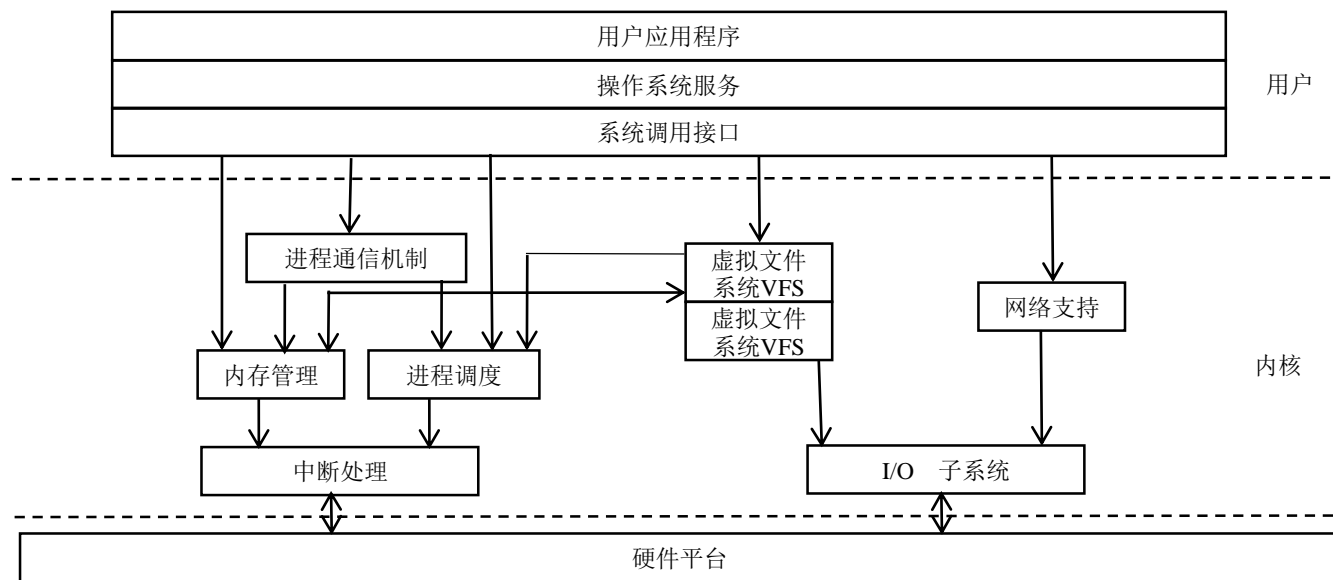 用户应用程序
操作系统服务
用户
系统调用接口
进程通信机制
虚拟文件
系统VFS
网络支持
虚拟文件
系统VFS
内存管理
进程调度
内核
中断处理
I/O 子系统
硬件平台